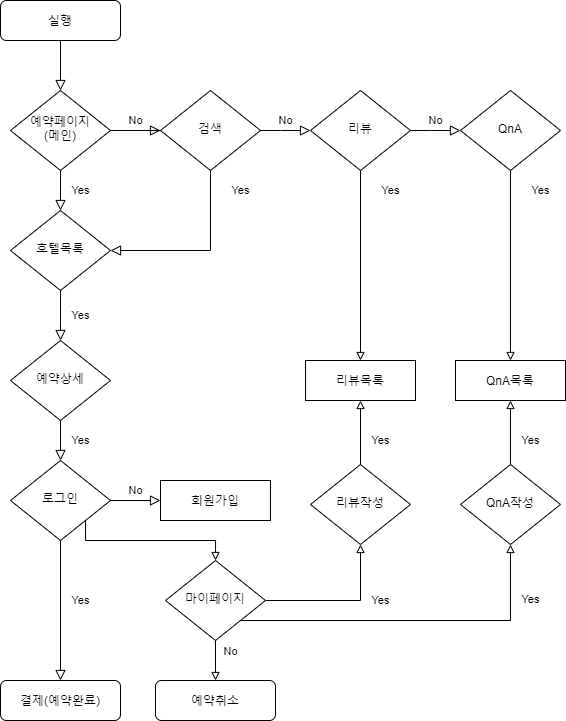 실행
예약페이지
(메인)
No
검색
No
리뷰
No
QnA
Yes
Yes
Yes
Yes
호텔목록
Yes
예약상세
리뷰목록
QnA목록
Yes
Yes
Yes
로그인
No
회원가입
리뷰작성
QnA작성
Yes
마이페이지
Yes
Yes
No
결제(예약완료)
예약취소